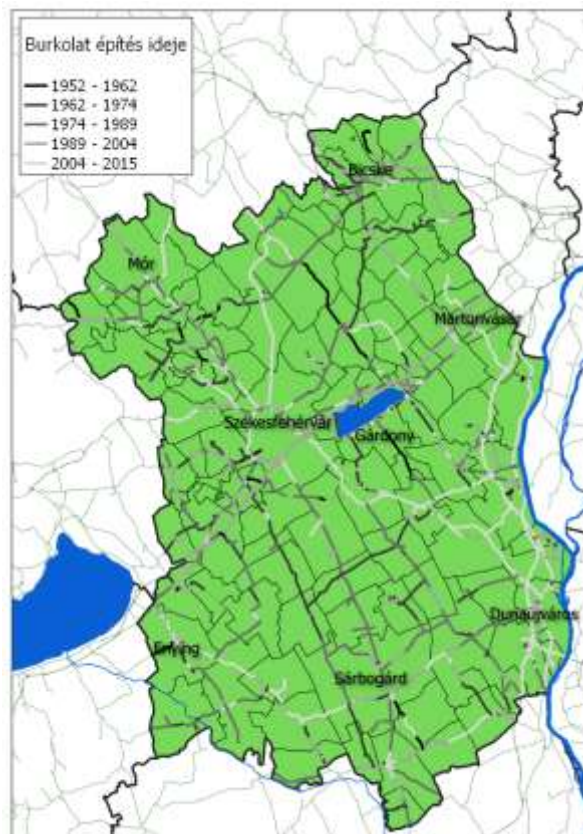 Burkolat építés ideje
1952 - 1962
1962 - 1974
1974 - 1989
1989 - 2004
2004 - 2015
Bicske
Mór
Martonvásár
Székesfehérvár
Gárdony
Dunaújváros
Enying
Sárbogárd